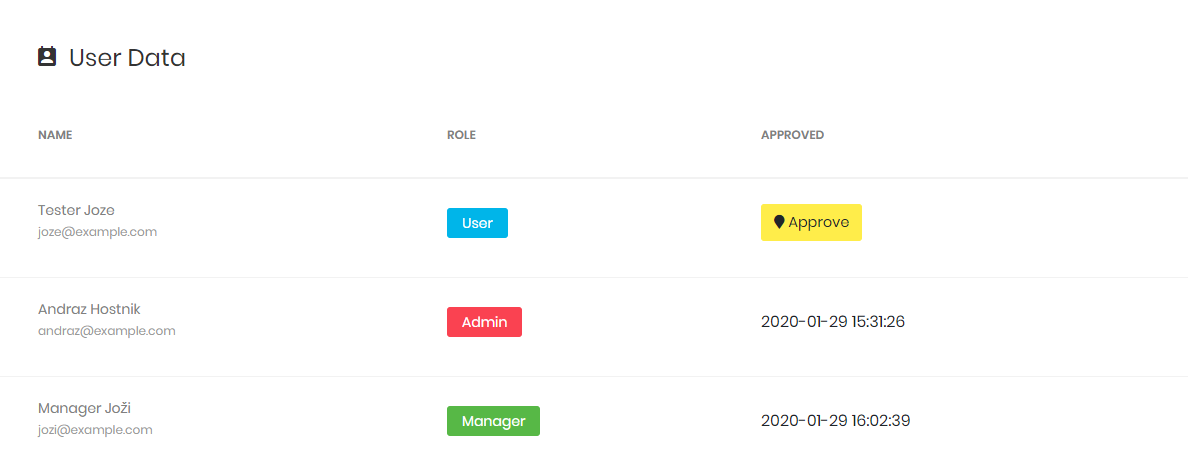 User Data
NAME ROLE APPROVED
Tester Joze
joze@example.com
User
Approve
Andraz Hostnik
andraz@example.com
Admin
2020-01-29 15:31:26
Manager Joži
jozi@example.com
Manager
2020-01-29 16:02:39